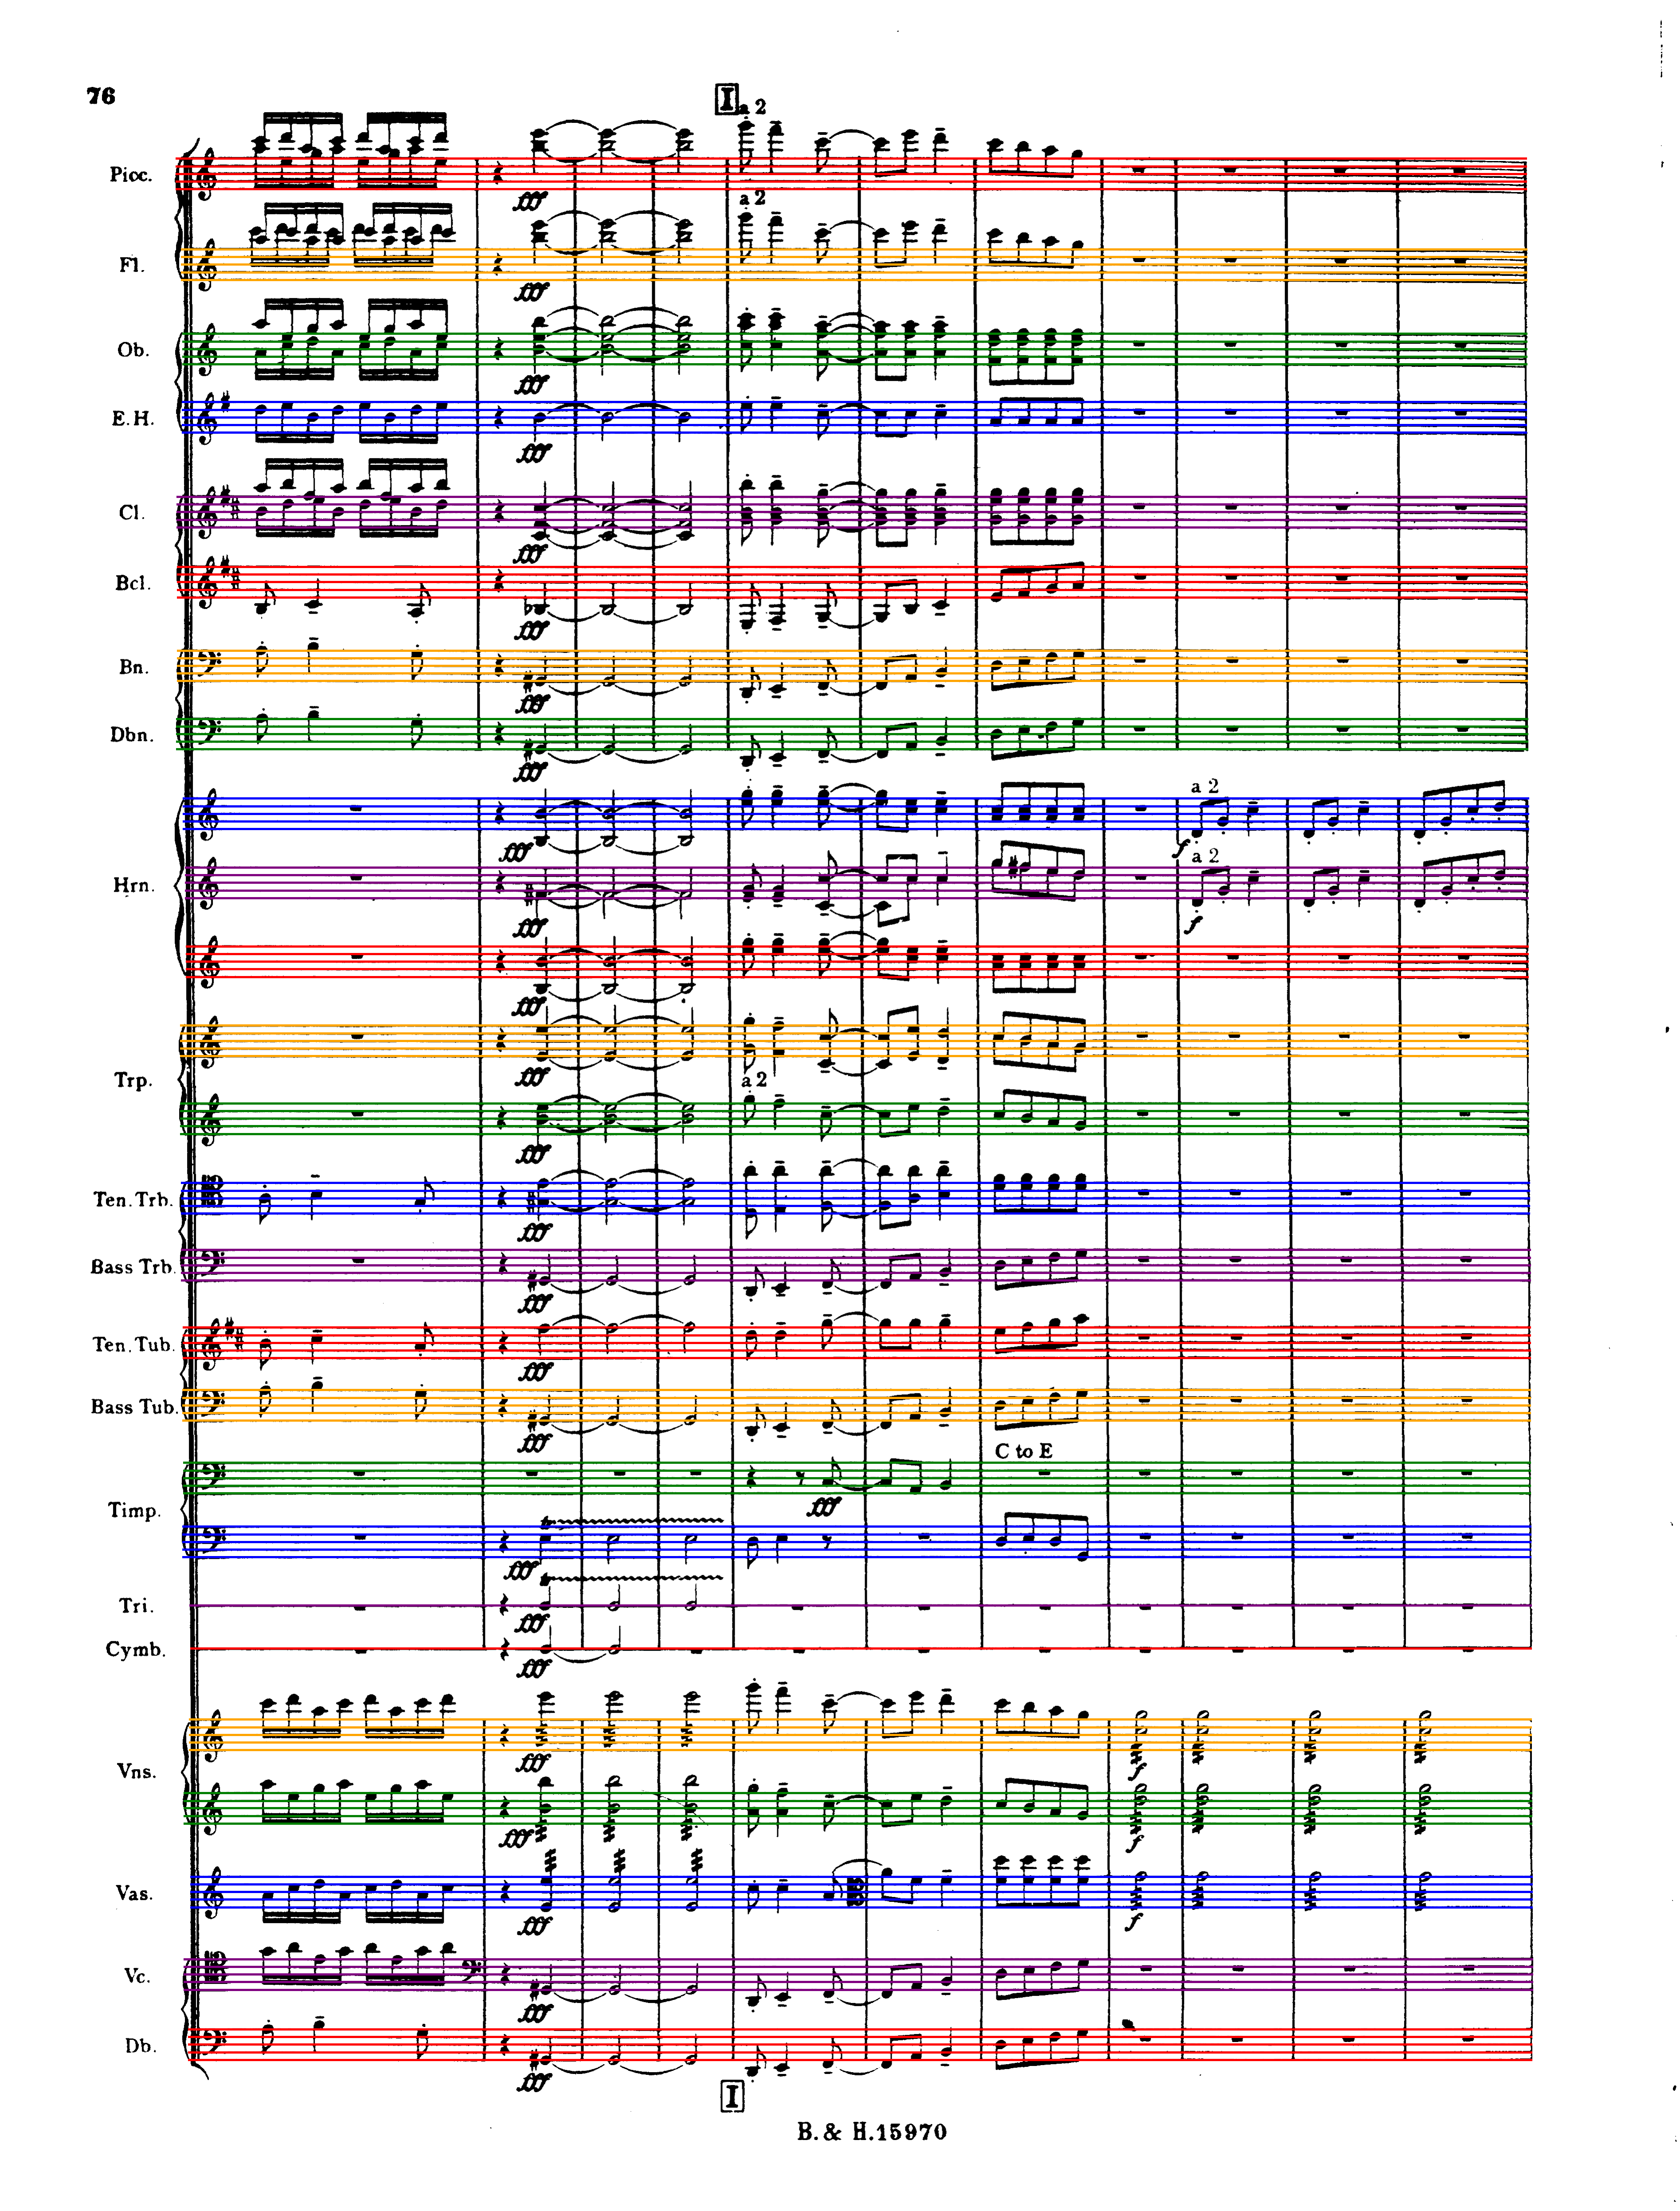 76
I a 2
Picc.
fff
a 2
Fl.
fff
Ob.
fff
E. H.
fff
Cl.
fff
Bcl.
fff
Bn.
fff
Dbn.
fff
a 2
fff
f
a 2
Hrn.
fff
f
fff
fff
Trp.
a 2
fff
Ten. Trb.
fff
Bass Trb.
fff
Ten. Tub.
fff
Bass Tub.
fff
C to E
fff
Timp.
tr
fff
tr
Tri.
fff
Cymb.
fff
fff
f
Vns.
fff
f
Vas.
fff
f
Vc.
fff
Db.
fff
I
B. & H. 15970